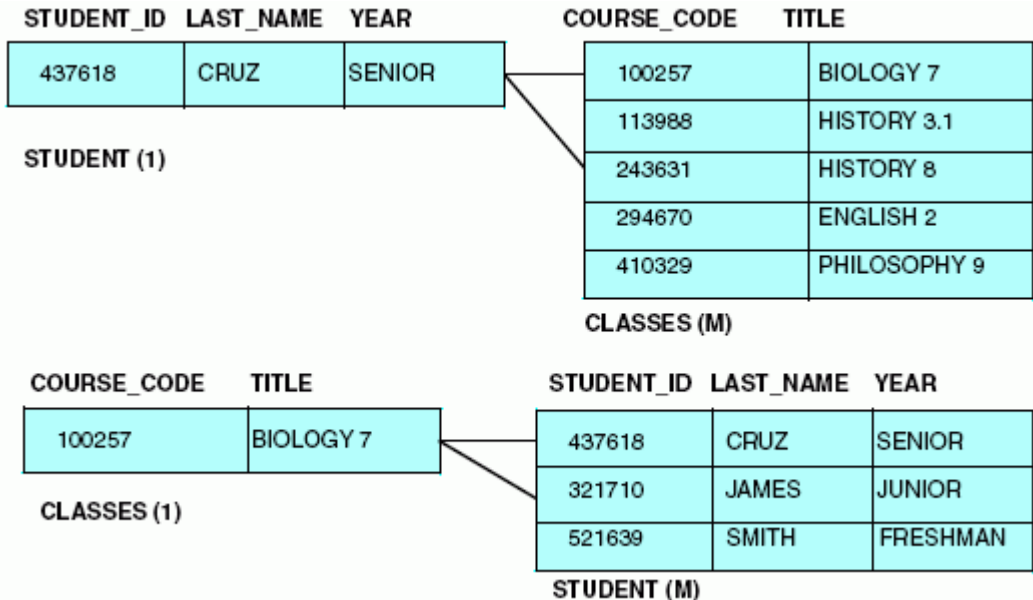 STUDENT_ID LAST_NAME YEAR COURSE_CODE TITLE
437618 CRUZ SENIOR 100257 BIOLOGY 7
113988 HISTORY 3.1
STUDENT (1)
243631 HISTORY 8
294670 ENGLISH 2
410329 PHILOSOPHY 9
CLASSES (M)
COURSE_CODE TITLE STUDENT_ID LAST_NAME YEAR
100257 BIOLOGY 7 437618 CRUZ SENIOR
321710 JAMES JUNIOR
CLASSES (1)
521639 SMITH FRESHMAN
STUDENT (M)